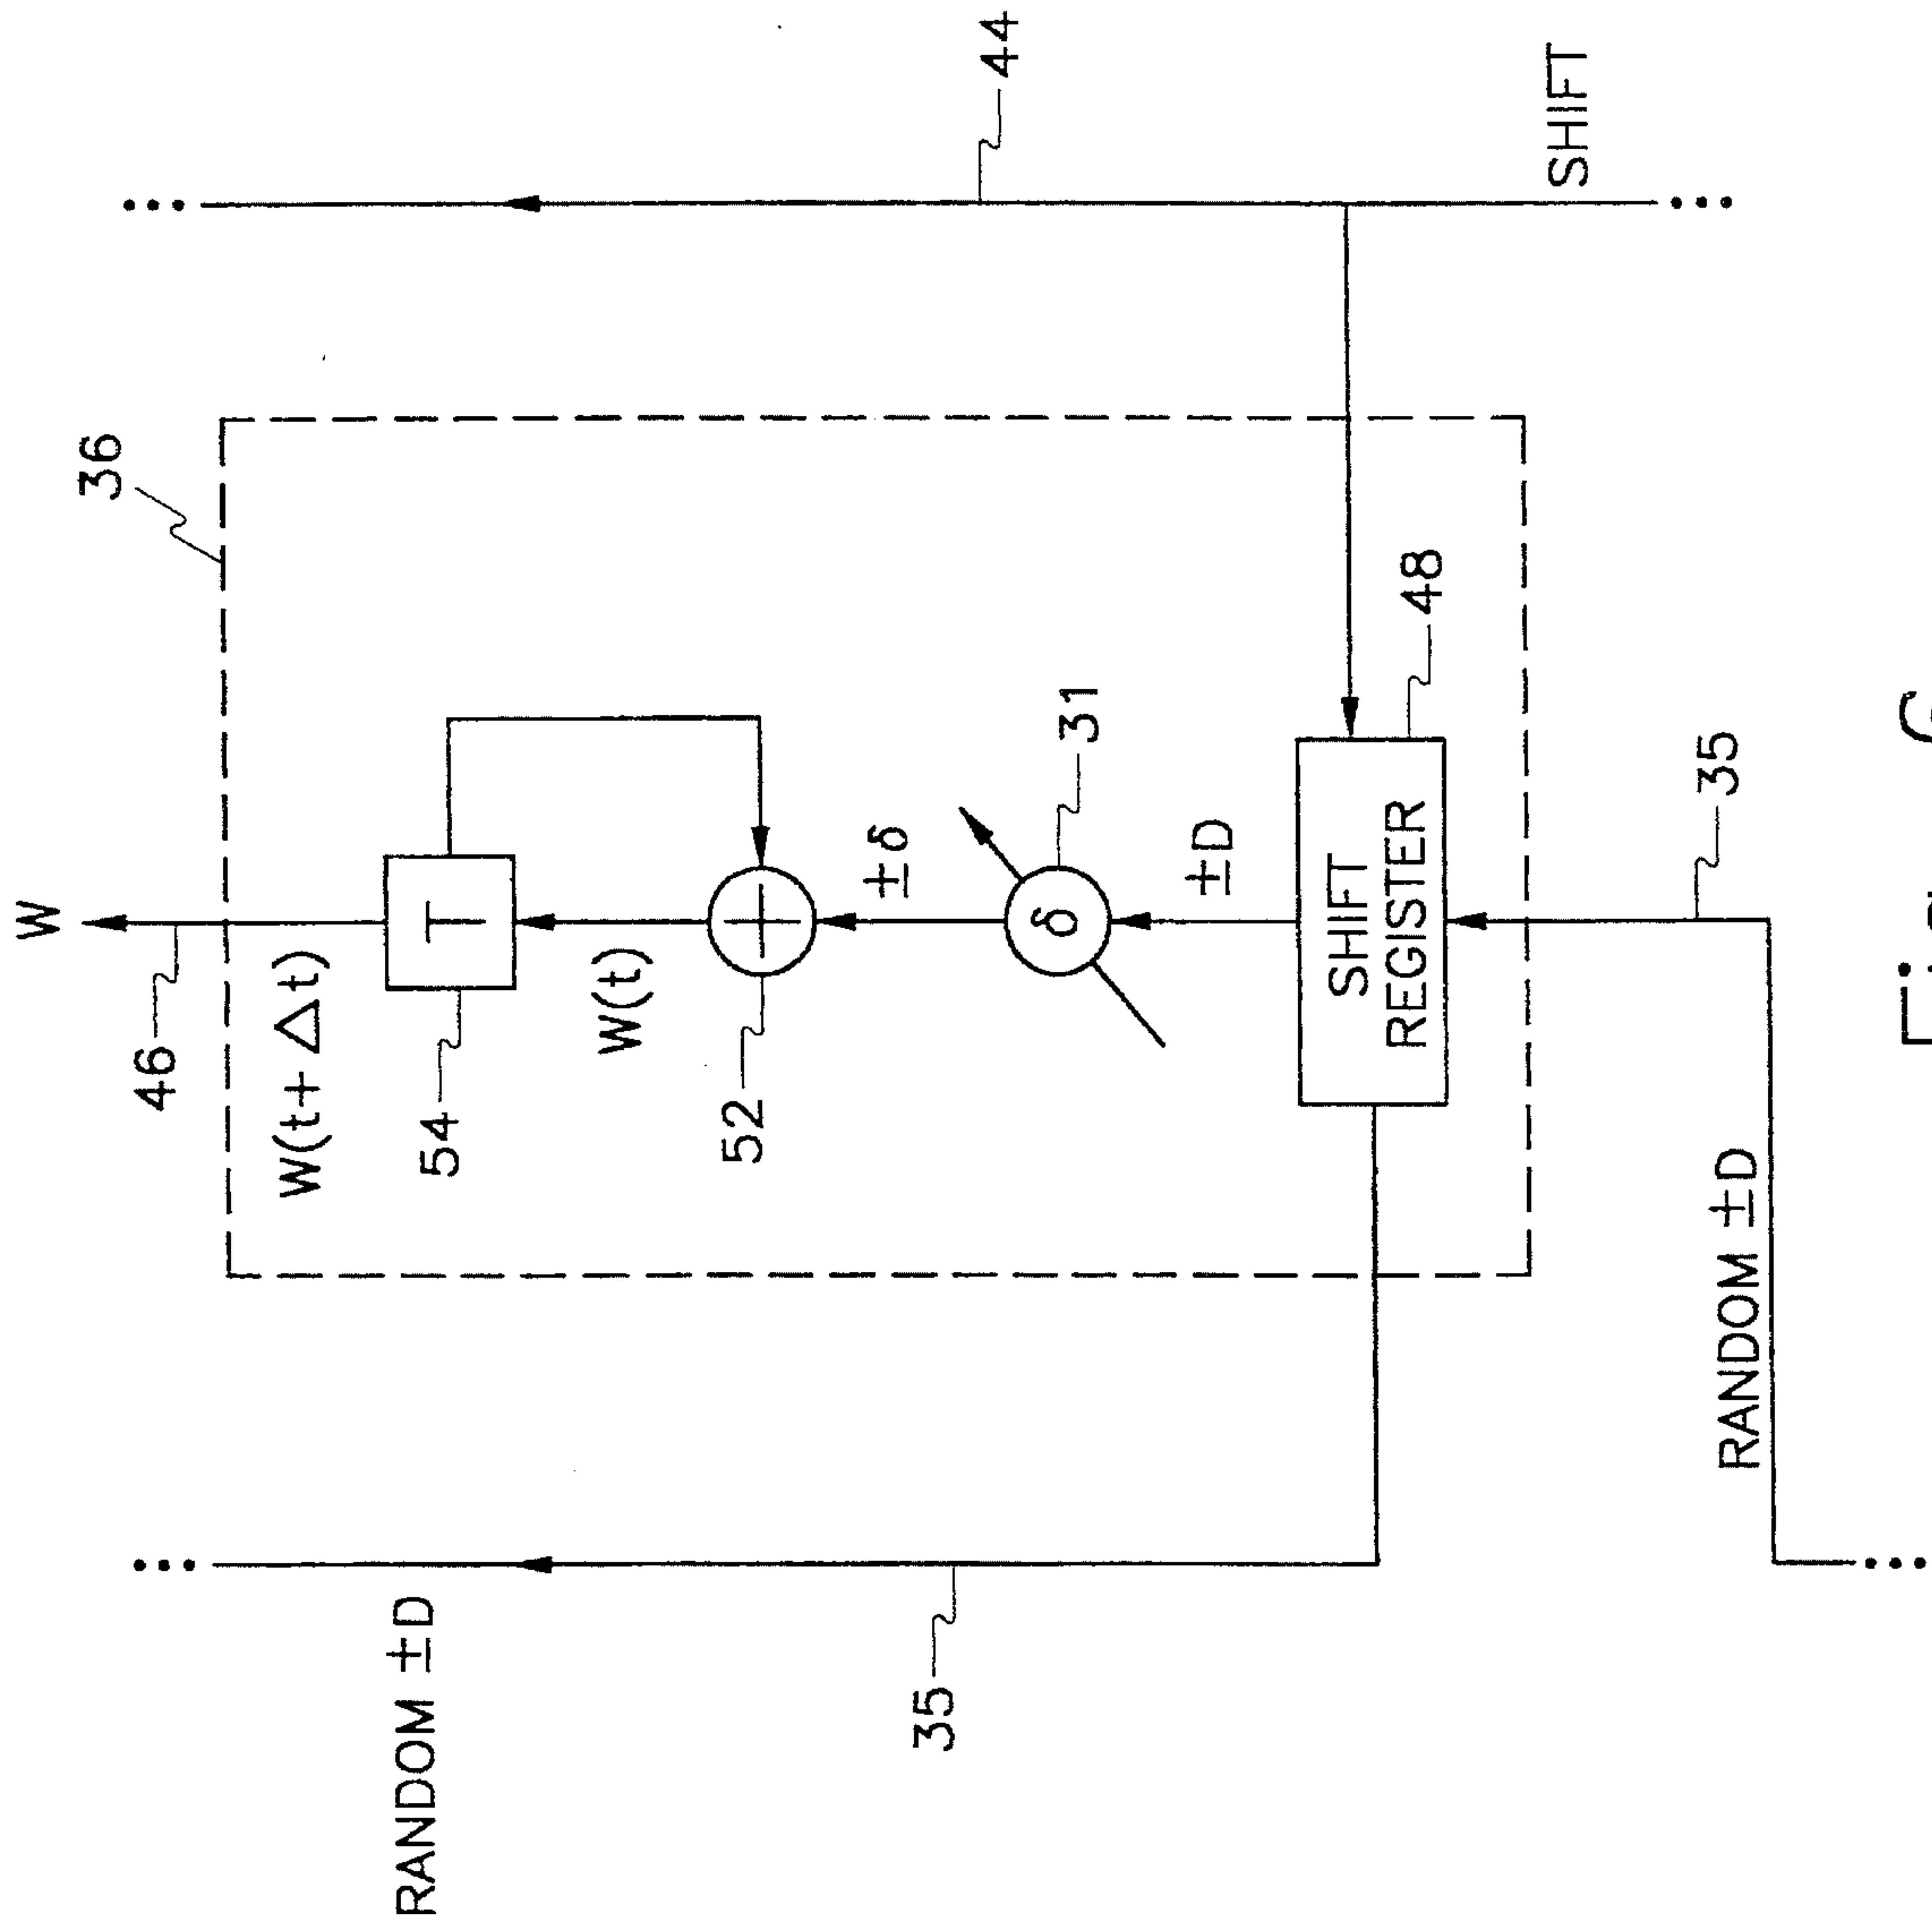 W
46
W(t+Δt)
36
44
54
W(t)
52
±δ
δ
31
±D
SHIFT
REGISTER
48
T
+
RANDOM ±D
35
RANDOM ±D
35
SHIFT